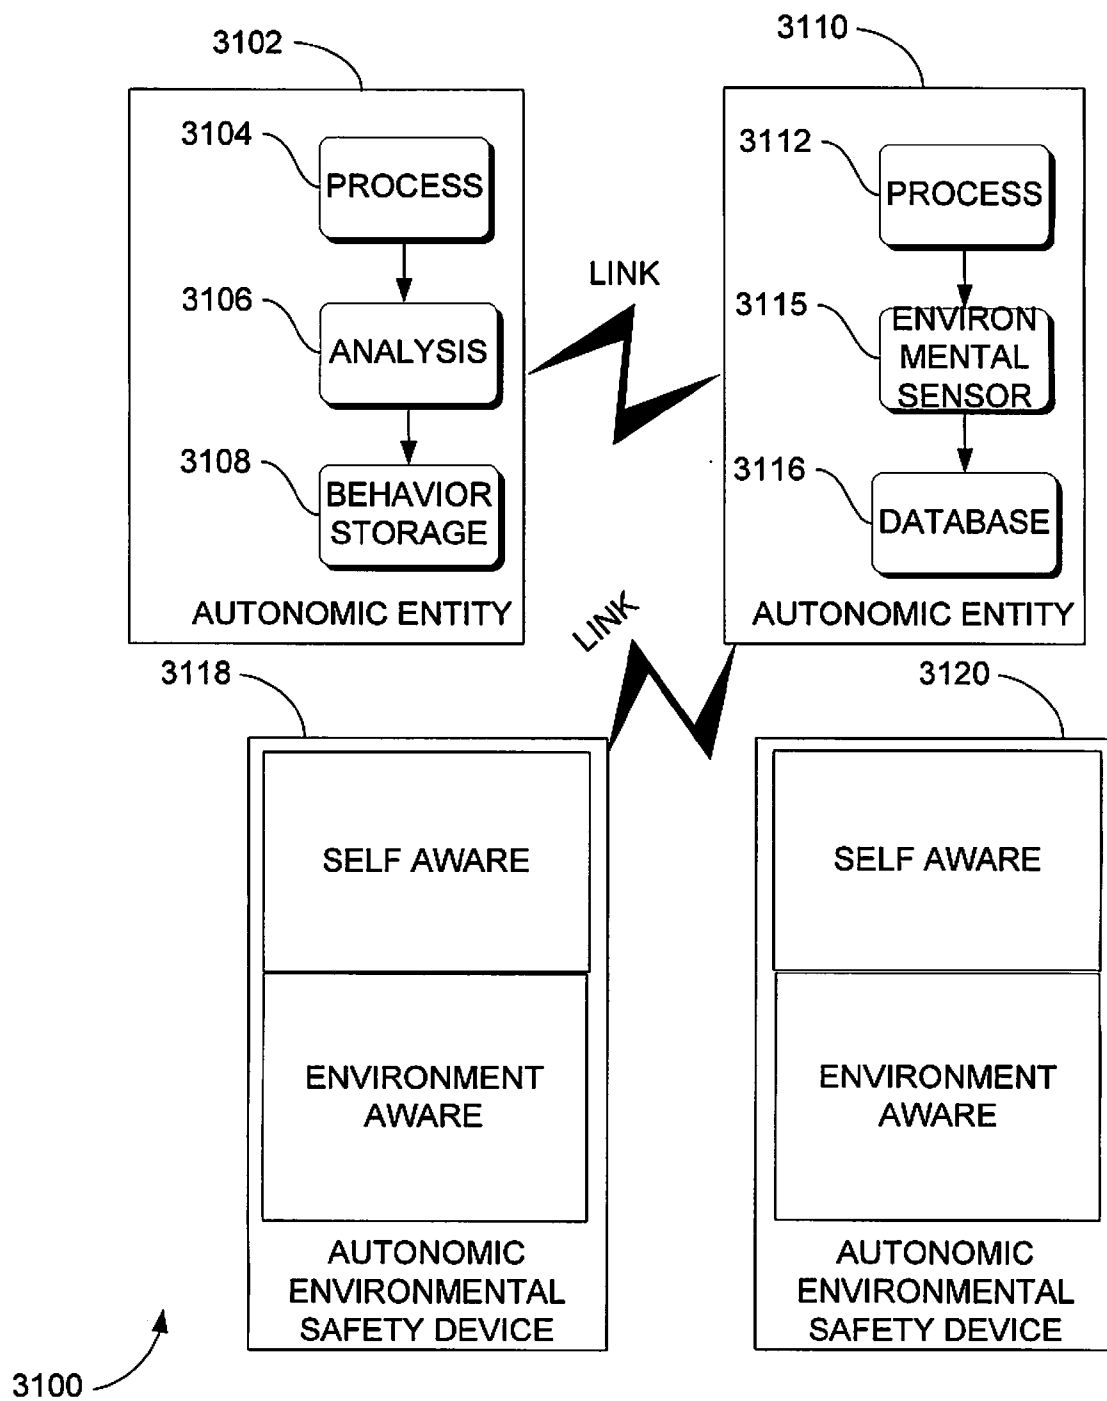 3102
3110
3104
PROCESS
3112
PROCESS
LINK
3106
ANALYSIS
3115
ENVIRON
MENTAL
SENSOR
3108
BEHAVIOR
STORAGE
3116
DATABASE
AUTONOMIC ENTITY
AUTONOMIC ENTITY
LINK
3118
3120
SELF AWARE
SELF AWARE
ENVIRONMENT
AWARE
ENVIRONMENT
AWARE
AUTONOMIC
ENVIRONMENTAL
SAFETY DEVICE
AUTONOMIC
ENVIRONMENTAL
SAFETY DEVICE
3100